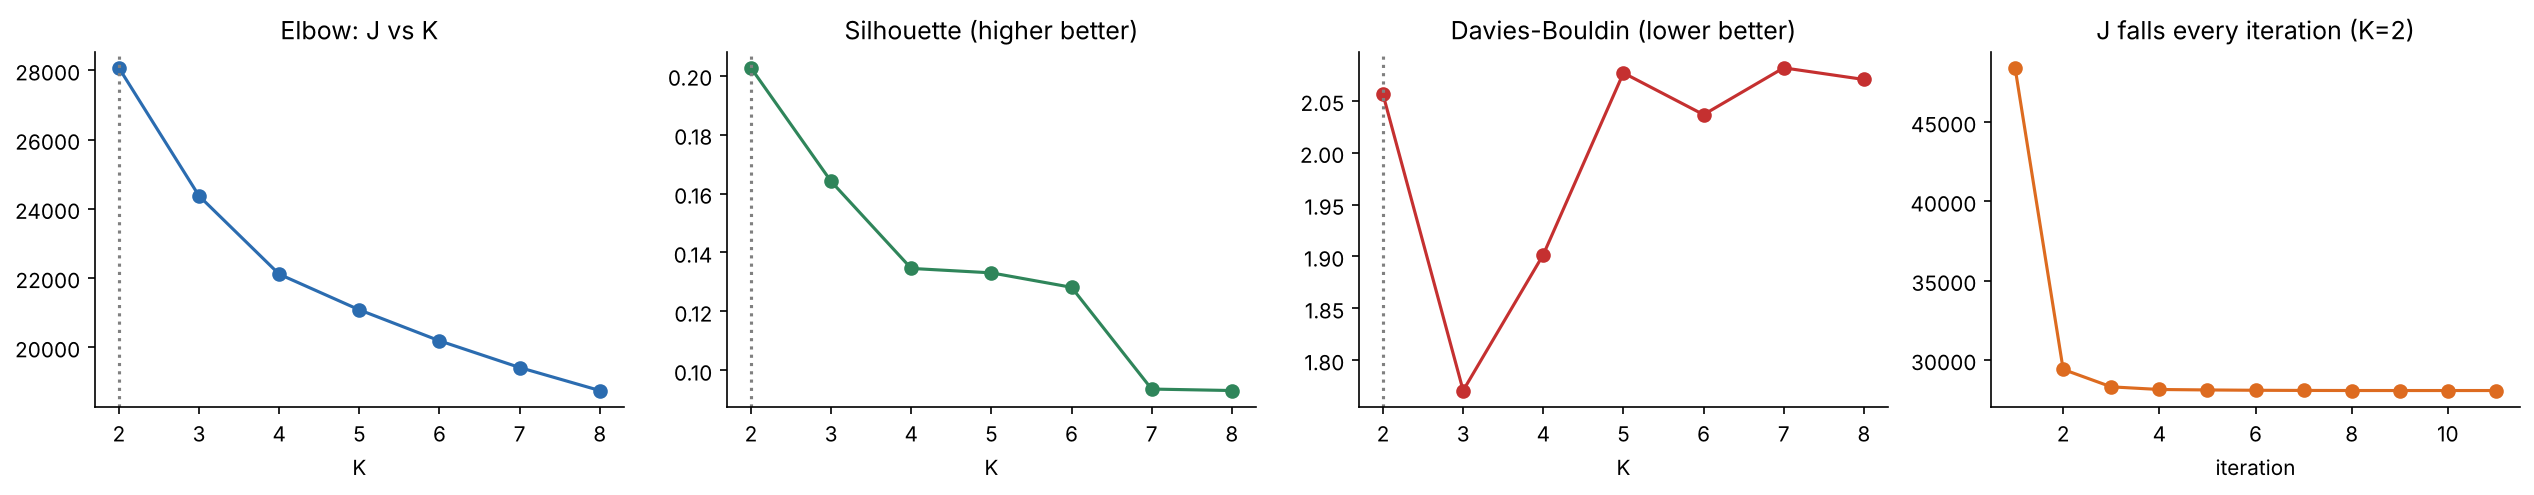 Elbow: J vs K
28000
26000
24000
22000
20000
2 3 4 5 6 7 8
K
Silhouette (higher better)
0.20
0.18
0.16
0.14
0.12
0.10
2 3 4 5 6 7 8
K
Davies-Bouldin (lower better)
2.05
2.00
1.95
1.90
1.85
1.80
2 3 4 5 6 7 8
K
J falls every iteration (K=2)
45000
40000
35000
30000
2 4 6 8 10
iteration